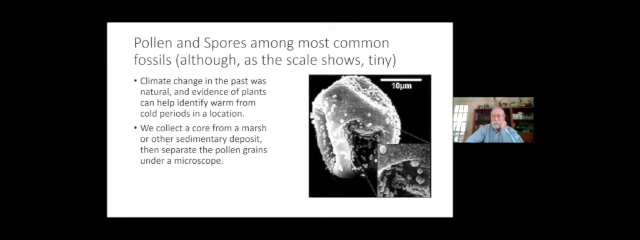 Pollen and Spores among most common
fossils (although, as the scale shows, tiny)
• Climate change in the past was
natural, and evidence of plants
can help identify warm from
cold periods in a location.
• We collect a core from a marsh
or other sedimentary deposit,
then separate the pollen grains
under a microscope.
10μm